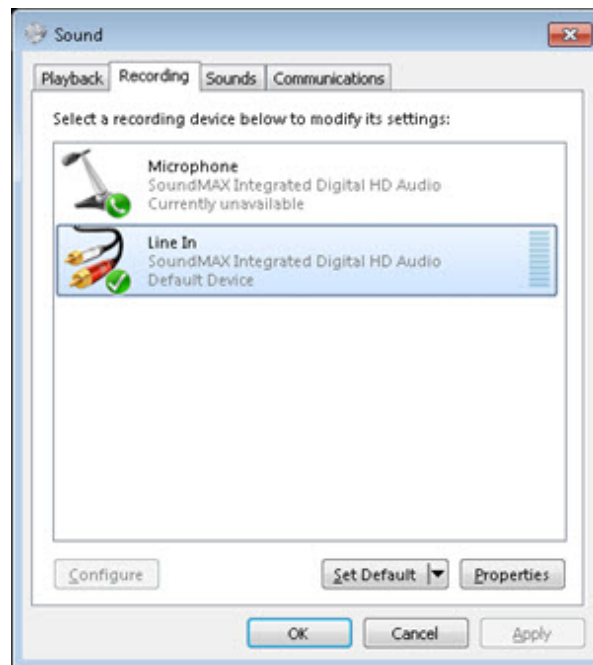 Sound
Playback Recording Sounds Communications
Select a recording device below to modify its settings:
Microphone
SoundMAX Integrated Digital HD Audio
Currently unavailable
Line In
SoundMAX Integrated Digital HD Audio
Default Device
Configure Set Default Properties
OK Cancel Apply